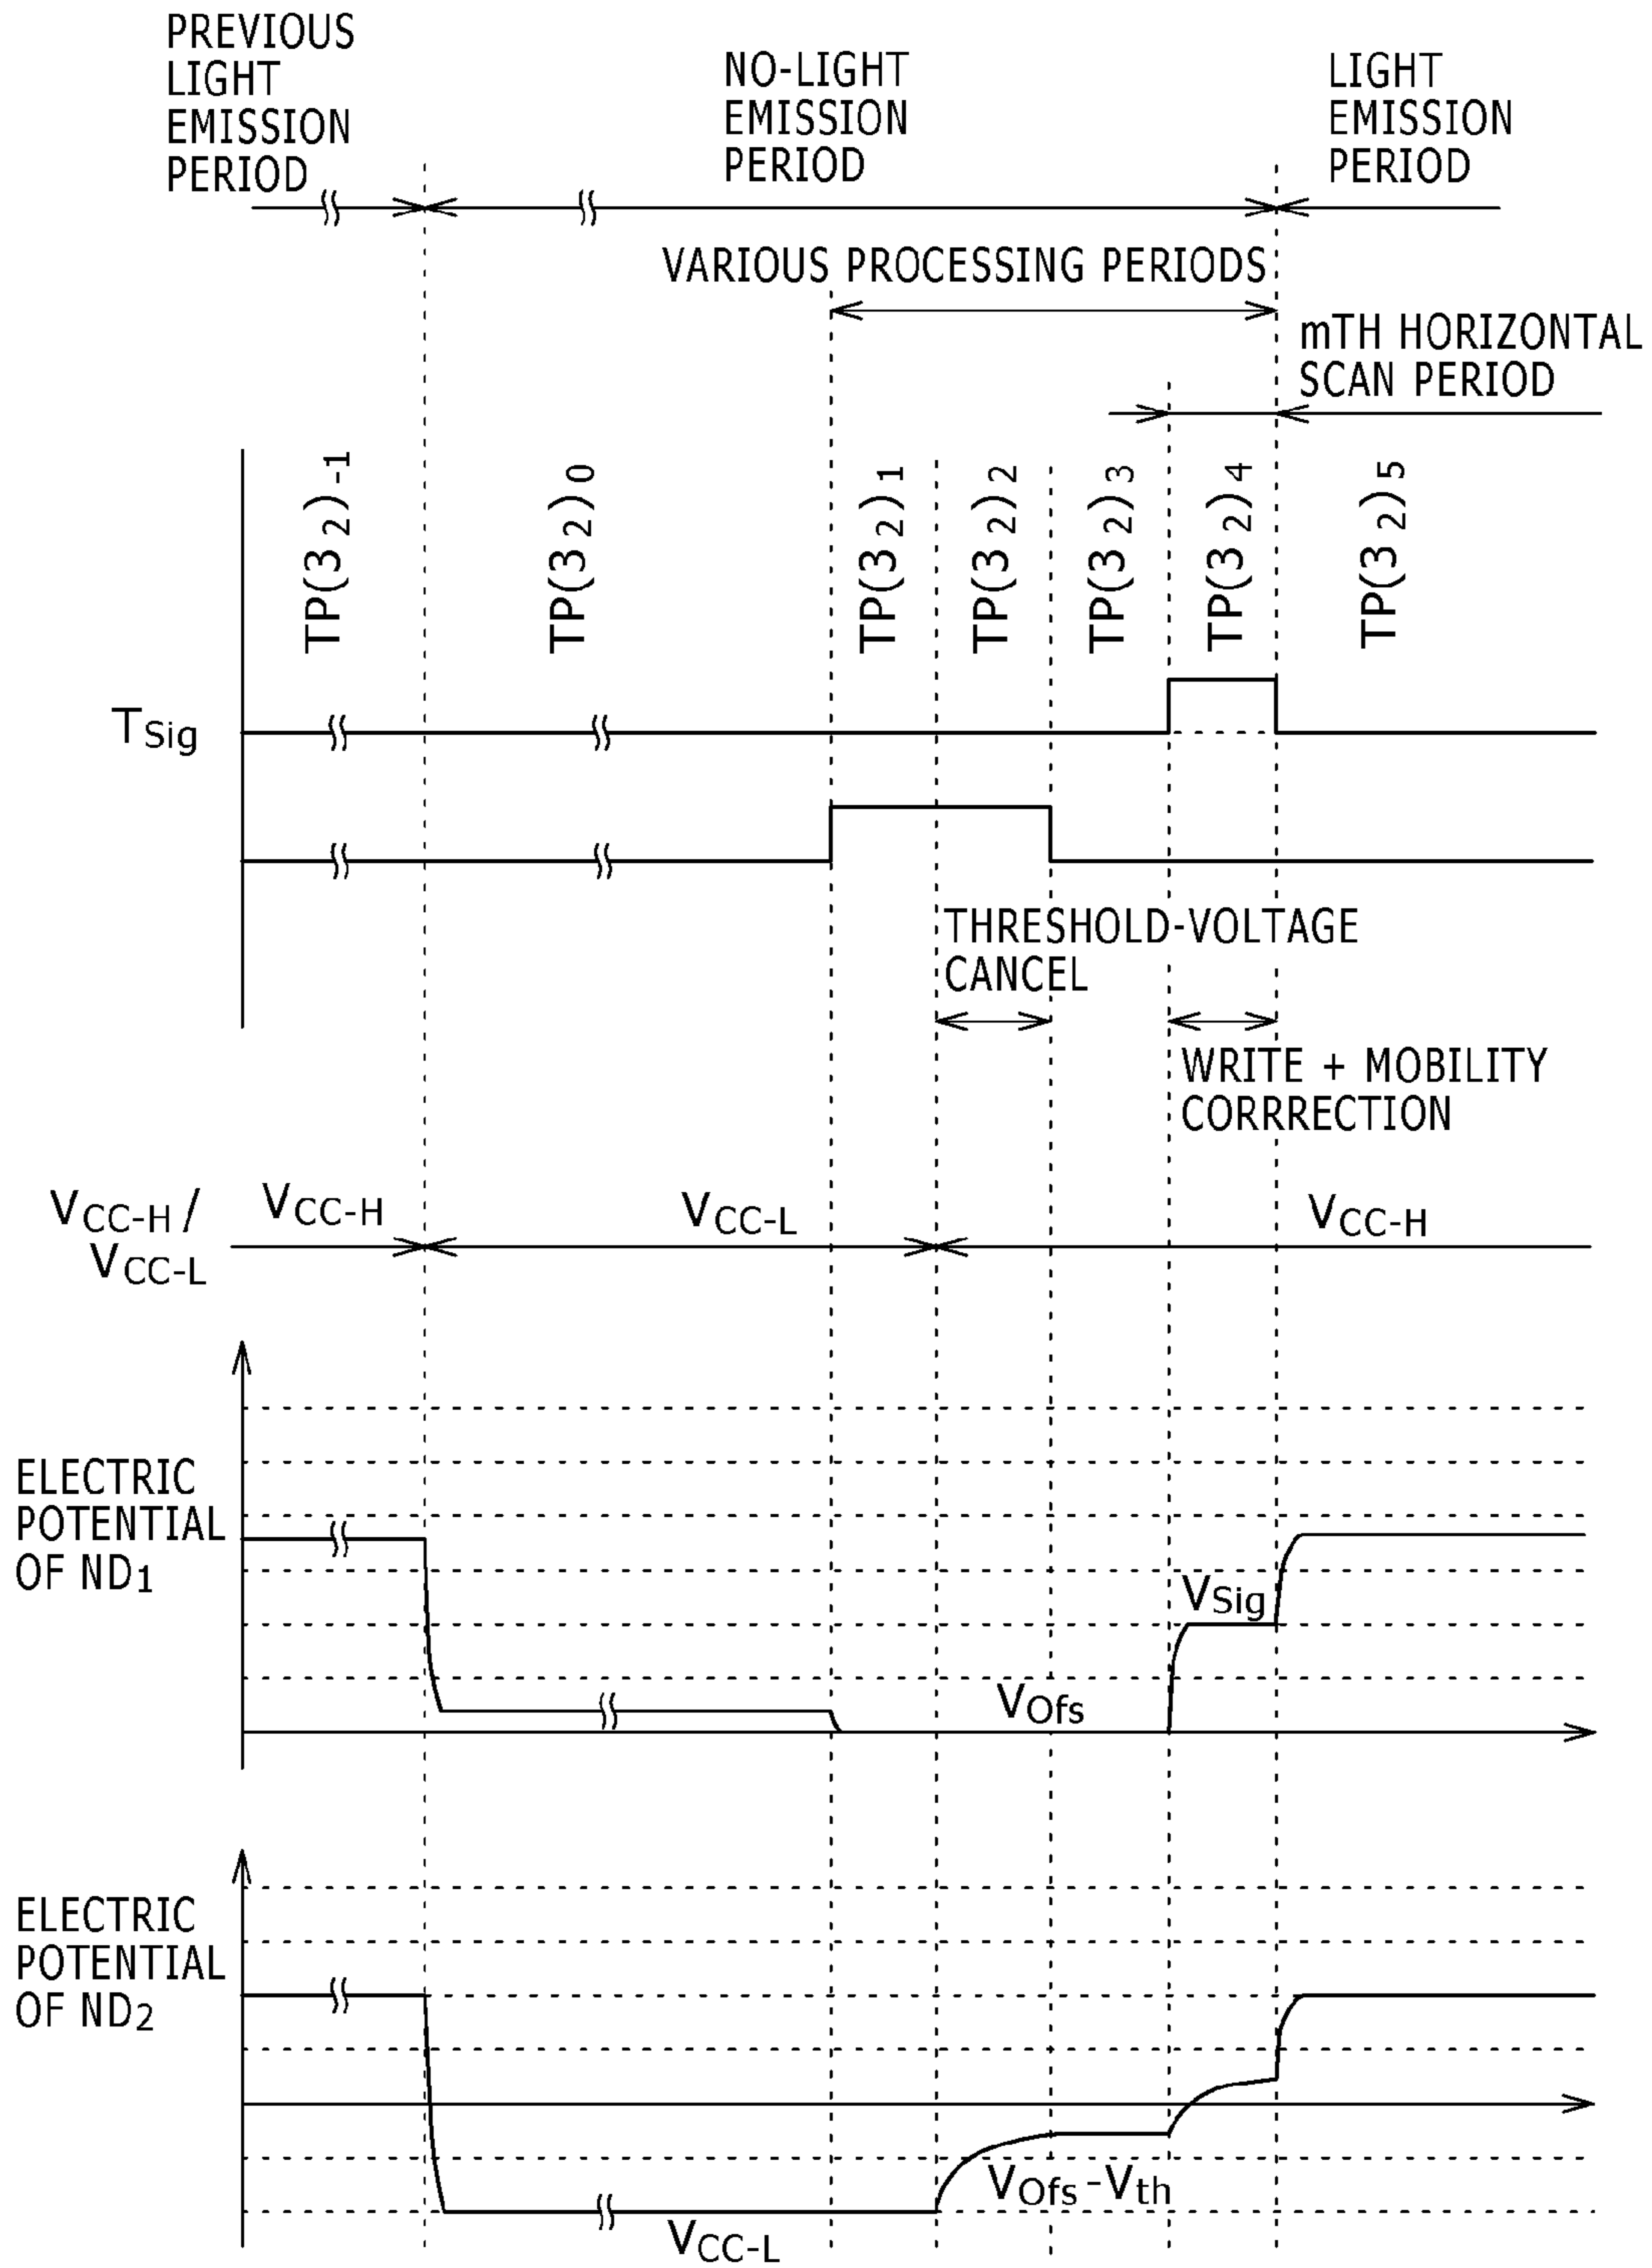 PREVIOUS
LIGHT
EMISSION
PERIOD
NO-LIGHT
EMISSION
PERIOD
LIGHT
EMISSION
PERIOD
VARIOUS PROCESSING PERIODS
mTH HORIZONTAL
SCAN PERIOD
TP(3₂)₋₁
TP(3₂)₀
TP(3₂)₁
TP(3₂)₂
TP(3₂)₃
TP(3₂)₄
TP(3₂)₅
TSig
THRESHOLD-VOLTAGE
CANCEL
WRITE + MOBILITY
CORRRECTION
VCC-H /
VCC-L
VCC-H
VCC-L
VCC-H
ELECTRIC
POTENTIAL
OF ND1
VSig
VOfs
ELECTRIC
POTENTIAL
OF ND2
VOfs-Vth
VCC-L